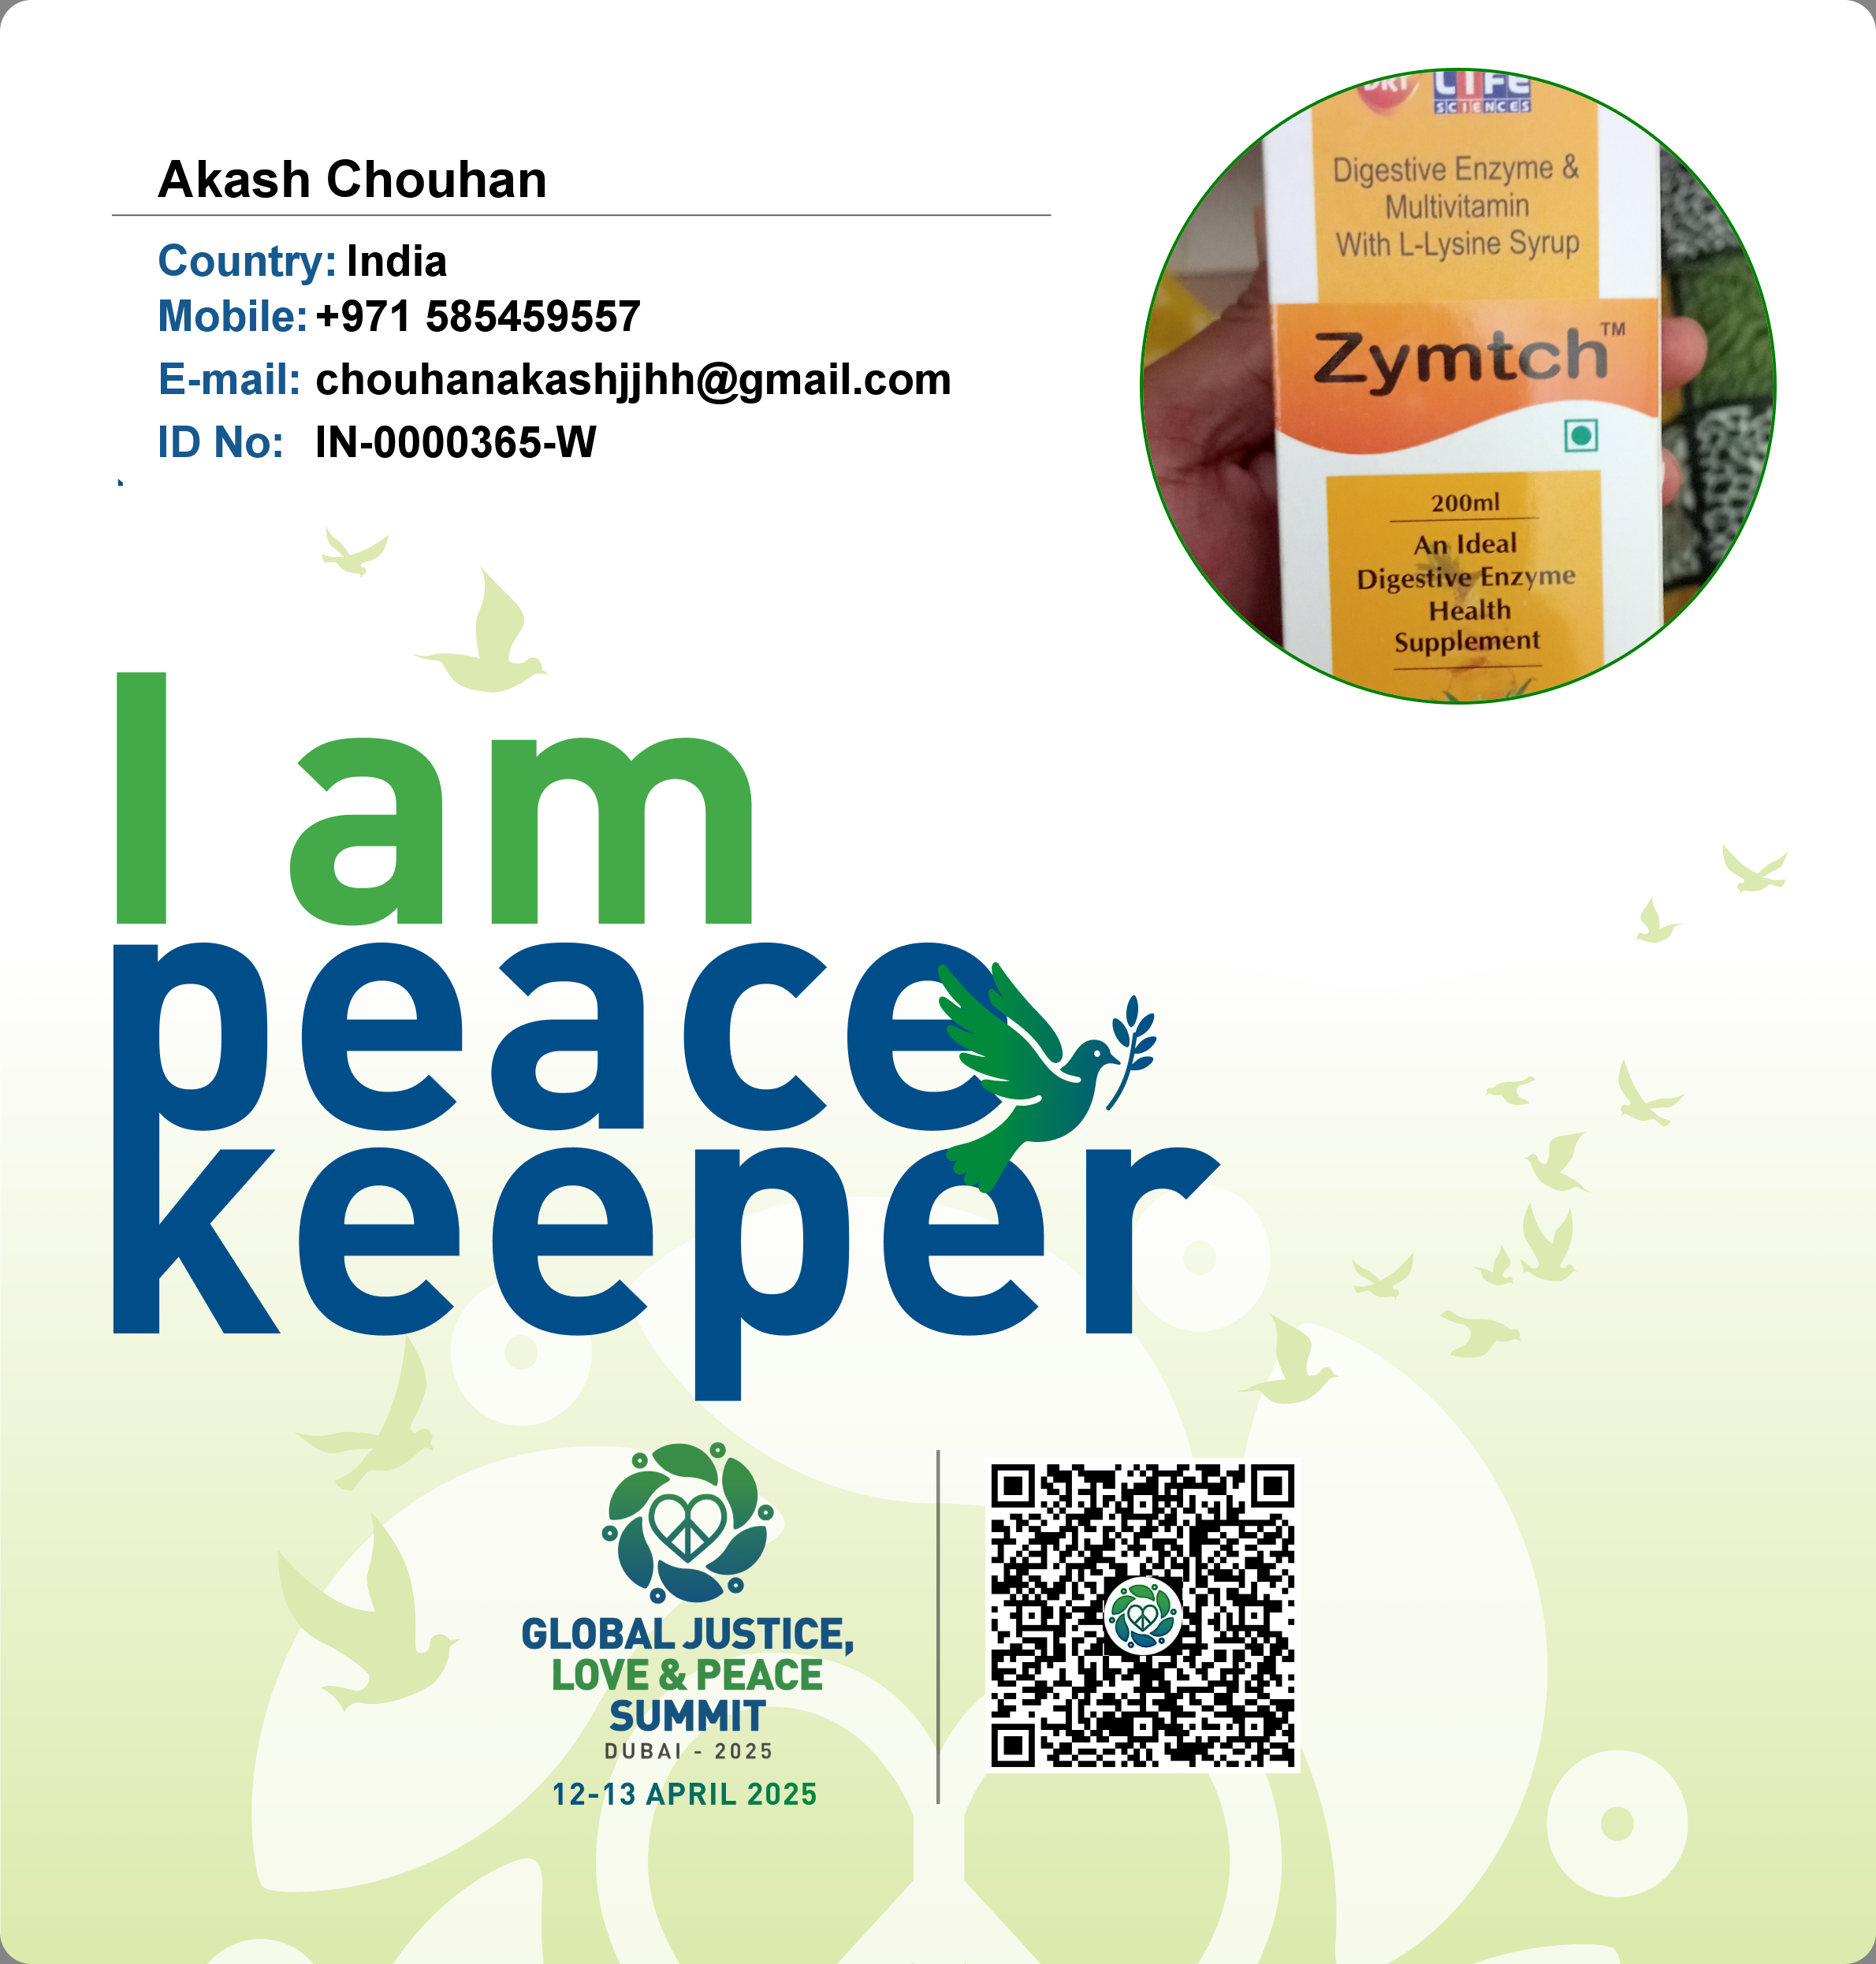 Akash Chouhan
Country: India
Mobile: +971 585459557
E-mail: chouhanakashjjhh@gmail.com
ID No: IN-0000365-W
LIFE
SCIENCES
Digestive Enzyme &
Multivitamin
With L-Lysine Syrup
Zymtch™
200ml
An Ideal
Digestive Enzyme
Health
Supplement
I am
peace
keeper
GLOBAL JUSTICE,
LOVE & PEACE
SUMMIT
DUBAI - 2025
12-13 APRIL 2025